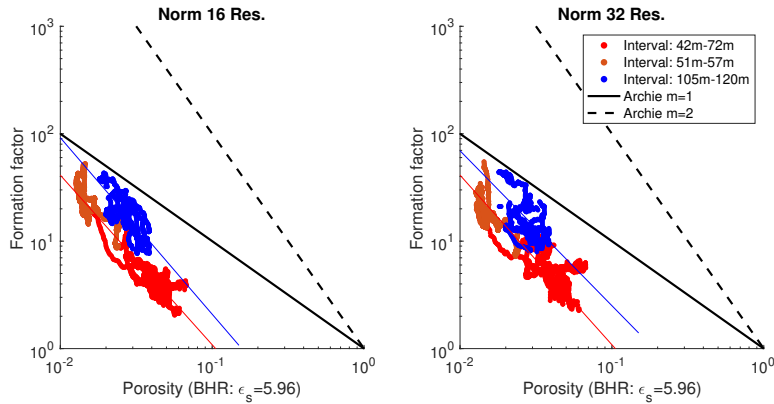 Norm 16 Res.
Formation factor
10^3
10^2
10^1
10^0
10^-2
10^-1
10^0
Porosity (BHR: ϵ_s=5.96)
Norm 32 Res.
Interval: 42m-72m
Interval: 51m-57m
Interval: 105m-120m
Archie m=1
Archie m=2
Formation factor
10^3
10^2
10^1
10^0
10^-2
10^-1
10^0
Porosity (BHR: ϵ_s=5.96)